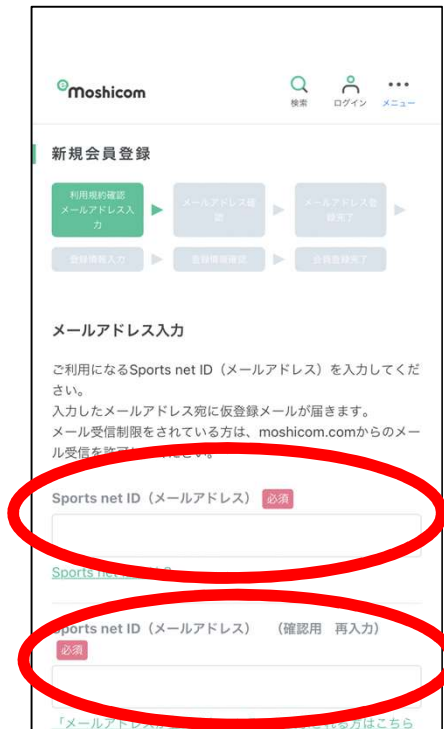 moshicom
検索 ログイン メニュー
新規会員登録
利用規約確認
メールアドレス入
力
メールアドレス確
認
メールアドレス登
録完了
登録情報入力
登録情報確認
会員登録完了
メールアドレス入力
ご利用になるSports net ID（メールアドレス）を入力してくだ
さい。
入力したメールアドレス宛に仮登録メールが届きます。
メール受信制限をされている方は、moshicom.comからのメー
ル受信を許可
Sports net ID（メールアドレス） 必須
Sports net
Sports net ID（メールアドレス） （確認用 再入力）
必須
「メールアドレス される方はこちら